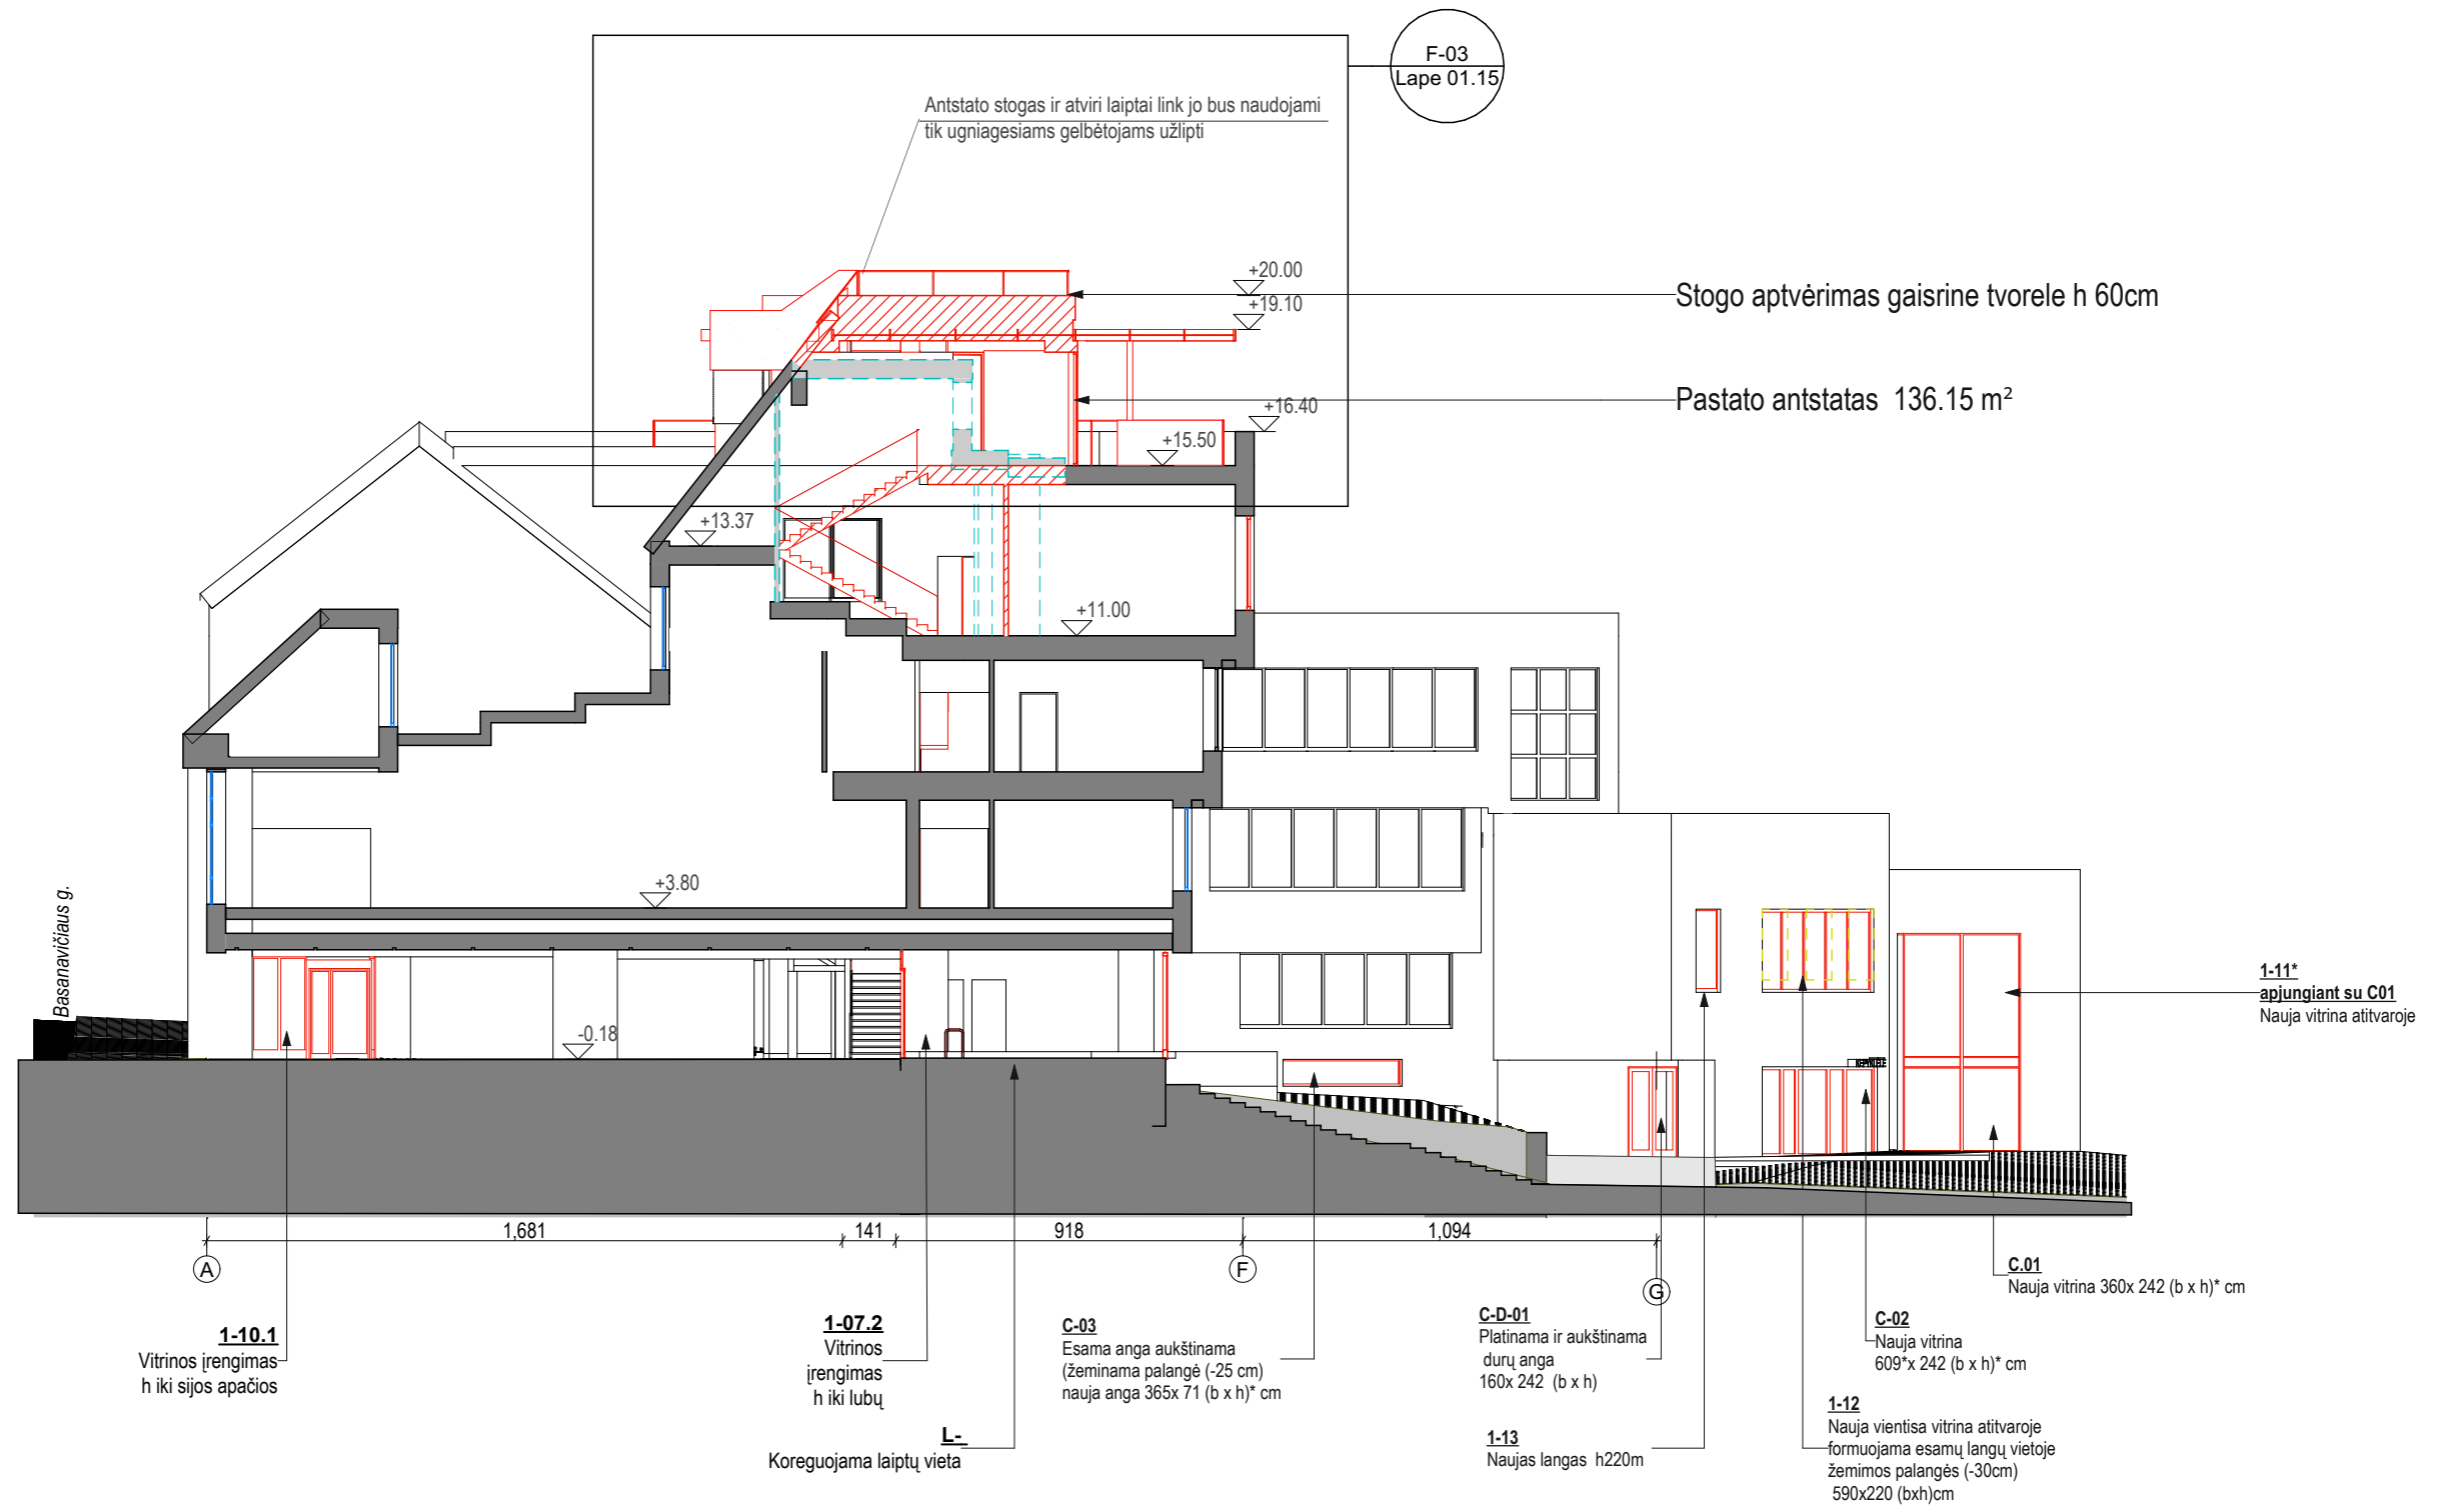 F-03
Lape 01.15
Antstato stogas ir atviri laiptai link jo bus naudojami
tik ugniagesiams gelbėtojams užlipti
+20.00
Stogo aptvėrimas gaisrine tvorele h 60cm
+19.10
Pastato antstatas 136.15 m²
+16.40
+15.50
+13.37
+11.00
+3.80
Basanavičiaus g.
-0.18
1-11*
apjungiant su C01
Nauja vitrina atitvaroje
1,681
141
918
1,094
A
F
G
C.01
Nauja vitrina 360x 242 (b x h)* cm
1-10.1
Vitrinos įrengimas
h iki sijos apačios
1-07.2
Vitrinos
įrengimas
h iki lubų
C-03
Esama anga aukštinama
(žeminama palangė (-25 cm)
nauja anga 365x 71 (b x h)* cm
C-D-01
Platinama ir aukštinama
durų anga
160x 242 (b x h)
C-02
Nauja vitrina
609*x 242 (b x h)* cm
L-
Koreguojama laiptų vieta
1-13
Naujas langas h220m
1-12
Nauja vientisa vitrina atitvaroje
formuojama esamų langų vietoje
žemimos palangės (-30cm)
590x220 (bxh)cm